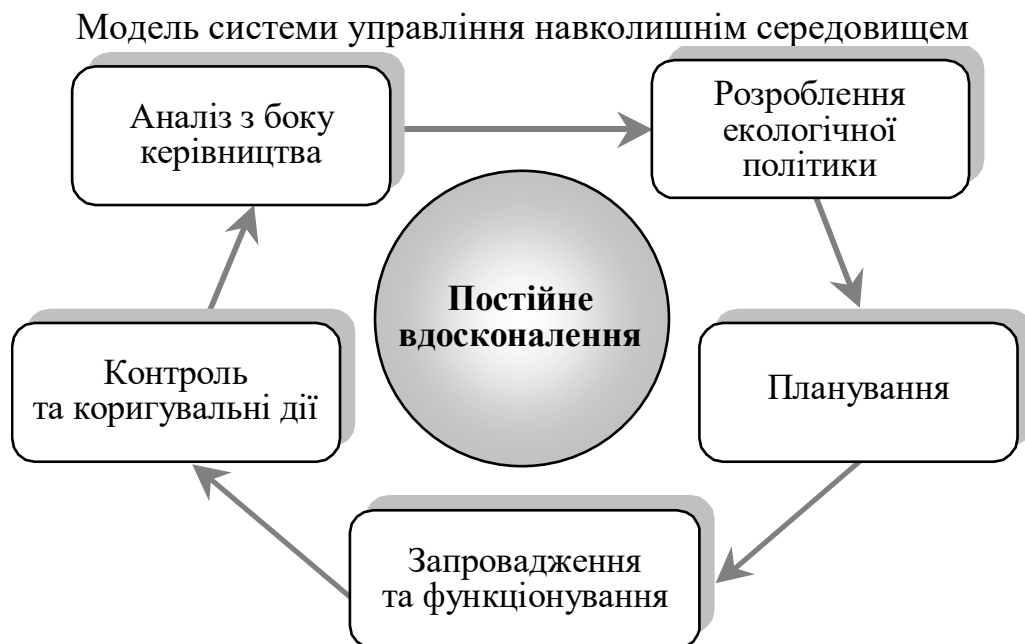 Модель системи управління навколишнім середовищем
Аналіз з боку
керівництва
Розроблення
екологічної
політики
Постійне
вдосконалення
Контроль
та коригувальні дії
Планування
Запровадження
та функціонування